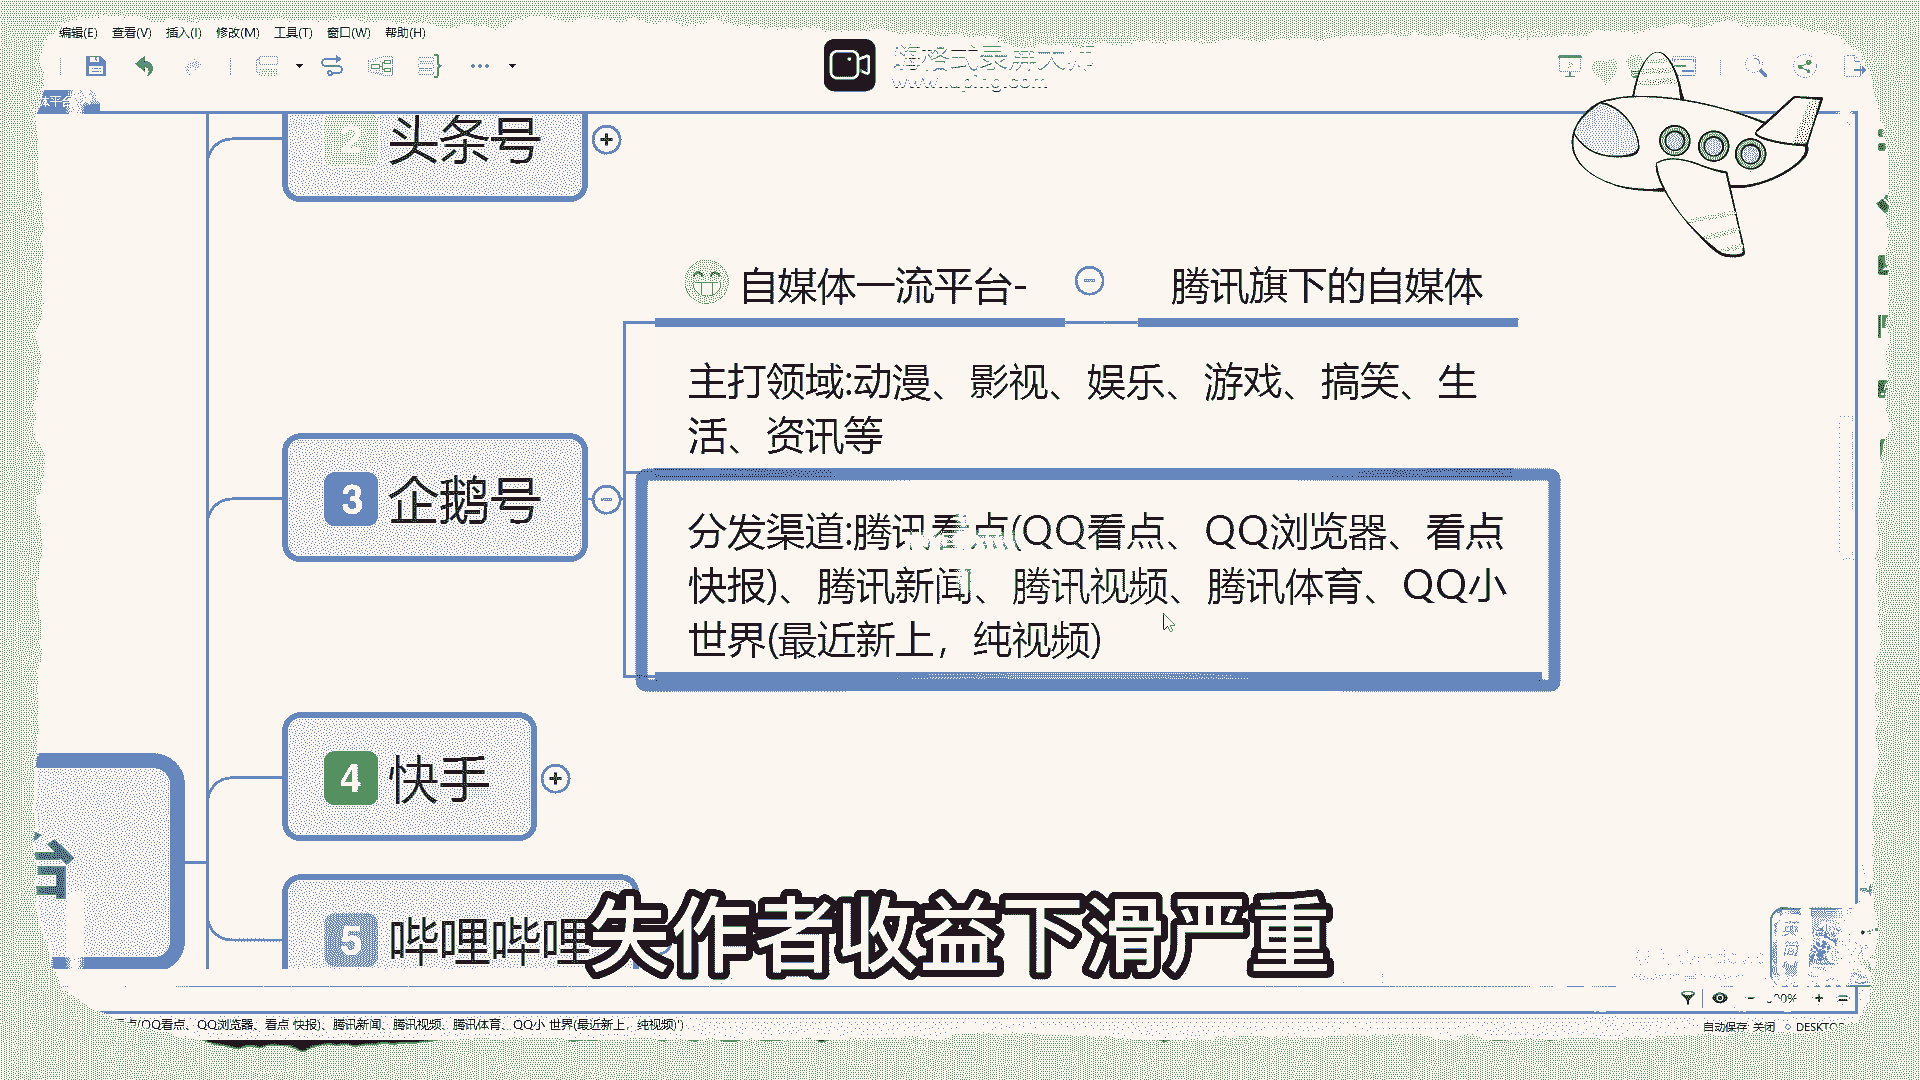 编辑(E) 查看(V) 插入(I) 修改(M) 工具(T) 窗口(W) 帮助(H)
嗨格式录屏大师
体平台
2 头条号
自媒体一流平台-
腾讯旗下的自媒体
主打领域:动漫、影视、娱乐、游戏、搞笑、生
活、资讯等
3 企鹅号
分发渠道:腾讯看点(QQ看点、QQ浏览器、看点
快报)、腾讯新闻、腾讯视频、腾讯体育、QQ小
世界(最近新上，纯视频)
4 快手
台
5 哔哩哔哩
失作者收益下滑严重
英
简
点(QQ看点、QQ浏览器、看点 快报)、腾讯新闻、腾讯视频、腾讯体育、QQ小 世界(最近新上，纯视频)')
自动保存: 关闭